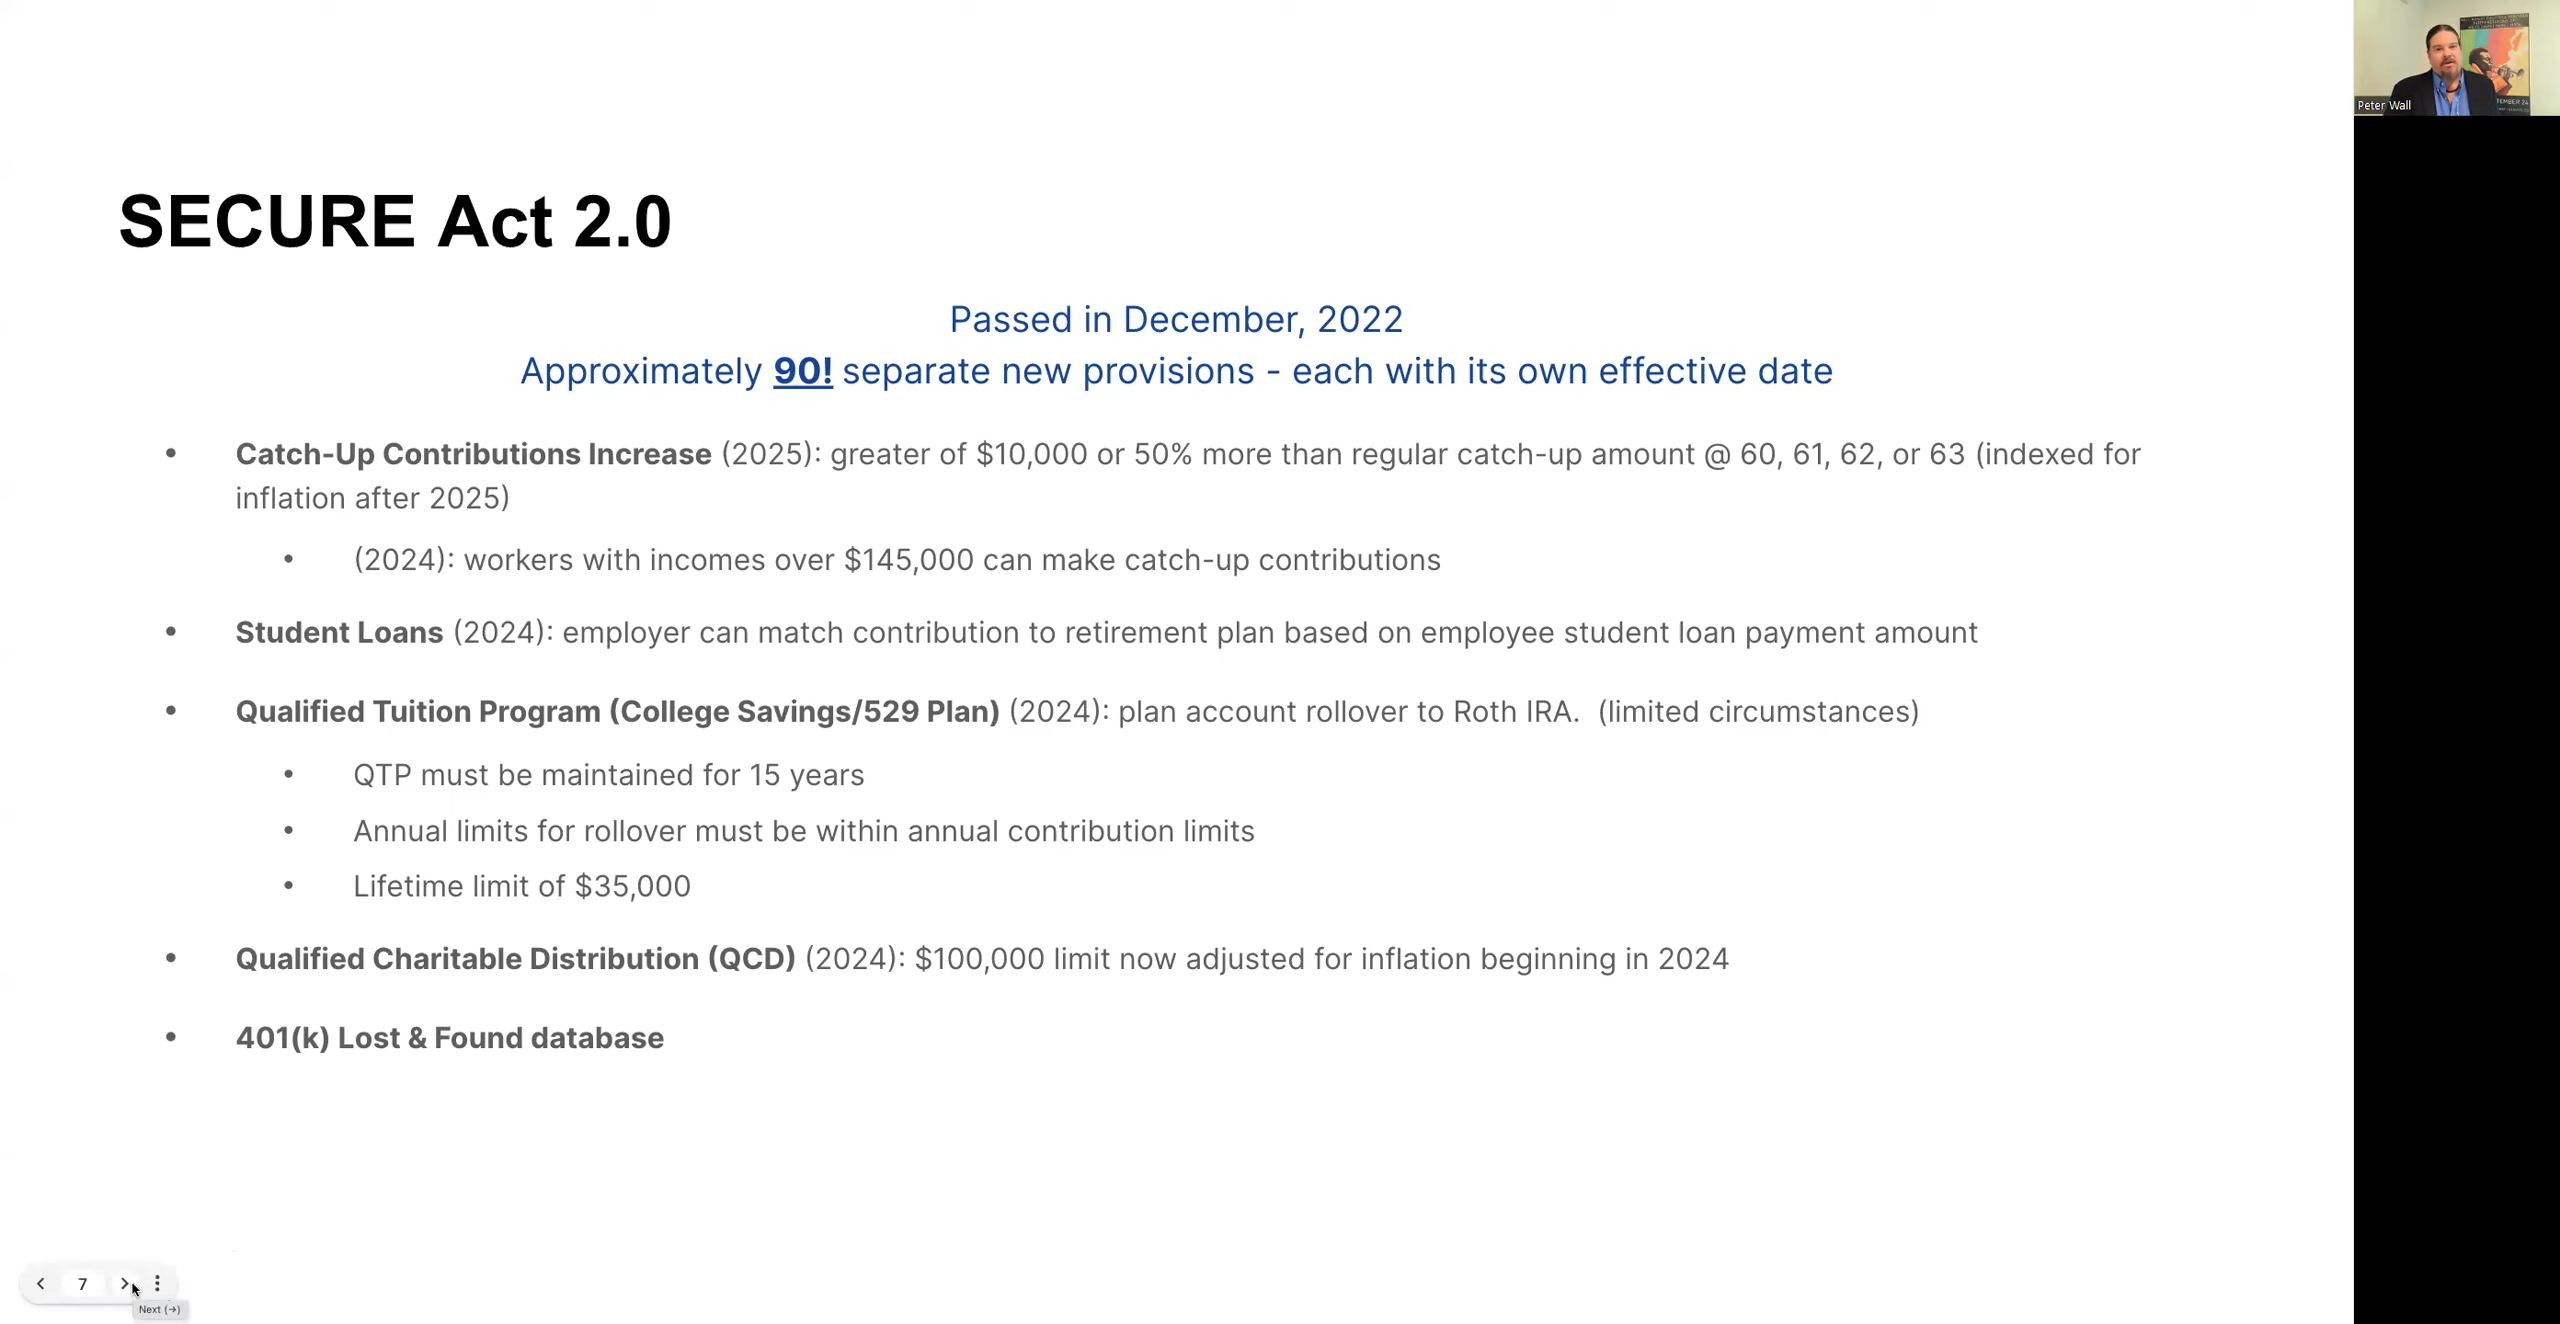 SECURE Act 2.0
Passed in December, 2022
Approximately 90! separate new provisions - each with its own effective date
• Catch-Up Contributions Increase (2025): greater of $10,000 or 50% more than regular catch-up amount @ 60, 61, 62, or 63 (indexed for
inflation after 2025)
• (2024): workers with incomes over $145,000 can make catch-up contributions
• Student Loans (2024): employer can match contribution to retirement plan based on employee student loan payment amount
• Qualified Tuition Program (College Savings/529 Plan) (2024): plan account rollover to Roth IRA. (limited circumstances)
• QTP must be maintained for 15 years
• Annual limits for rollover must be within annual contribution limits
• Lifetime limit of $35,000
• Qualified Charitable Distribution (QCD) (2024): $100,000 limit now adjusted for inflation beginning in 2024
• 401(k) Lost & Found database
7
Next (→)
Peter Wall